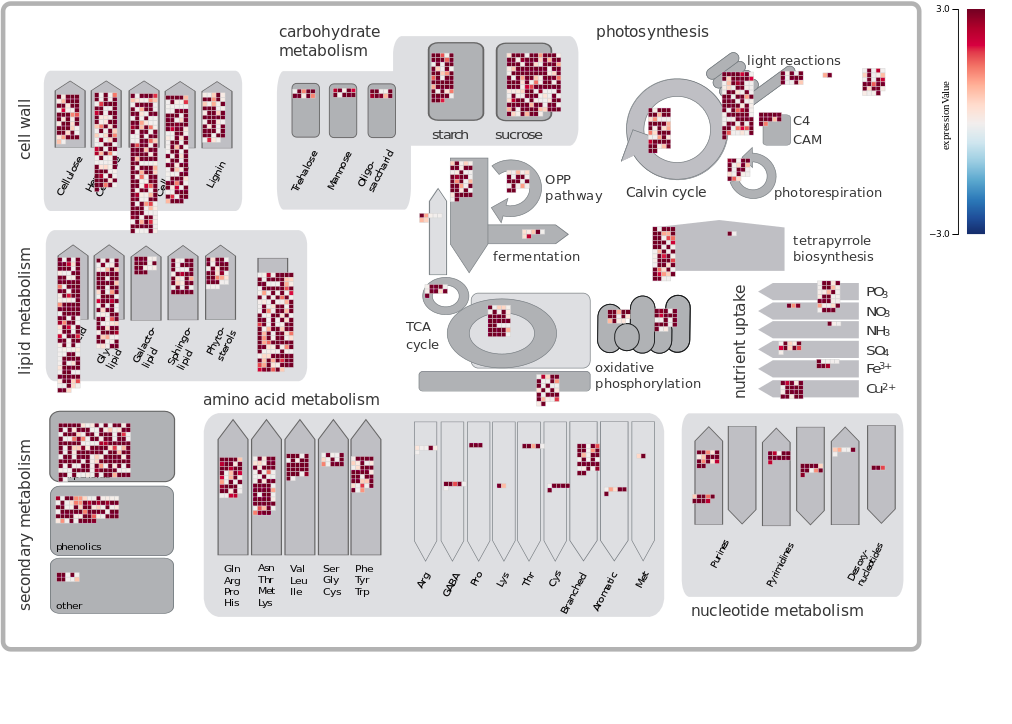 carbohydrate
metabolism
photosynthesis
3.0
expression Value
−3.0
light reactions
cell wall
starch
sucrose
C4
CAM
Cellulose
Cell
Lignin
Trehalose
Mannose
Oligo-
saccharid
OPP
pathway
Calvin cycle
photorespiration
fermentation
tetrapyrrole
biosynthesis
lipid metabolism
Gly
lipid
Galacto-
lipid
Sphingo-
lipid
Phyto-
sterols
TCA
cycle
nutrient uptake
PO3
NO3
NH3
SO4
Fe3+
Cu2+
oxidative
phosphorylation
amino acid metabolism
secondary metabolism
phenolics
other
Gln
Arg
Pro
His
Asn
Thr
Met
Lys
Val
Leu
Ile
Ser
Gly
Cys
Phe
Tyr
Trp
Arg
GABA
Pro
Lys
Thr
Cys
Branched
Aromatic
Met
Purines
Pyrimidines
Desoxy-
nucleotides
nucleotide metabolism